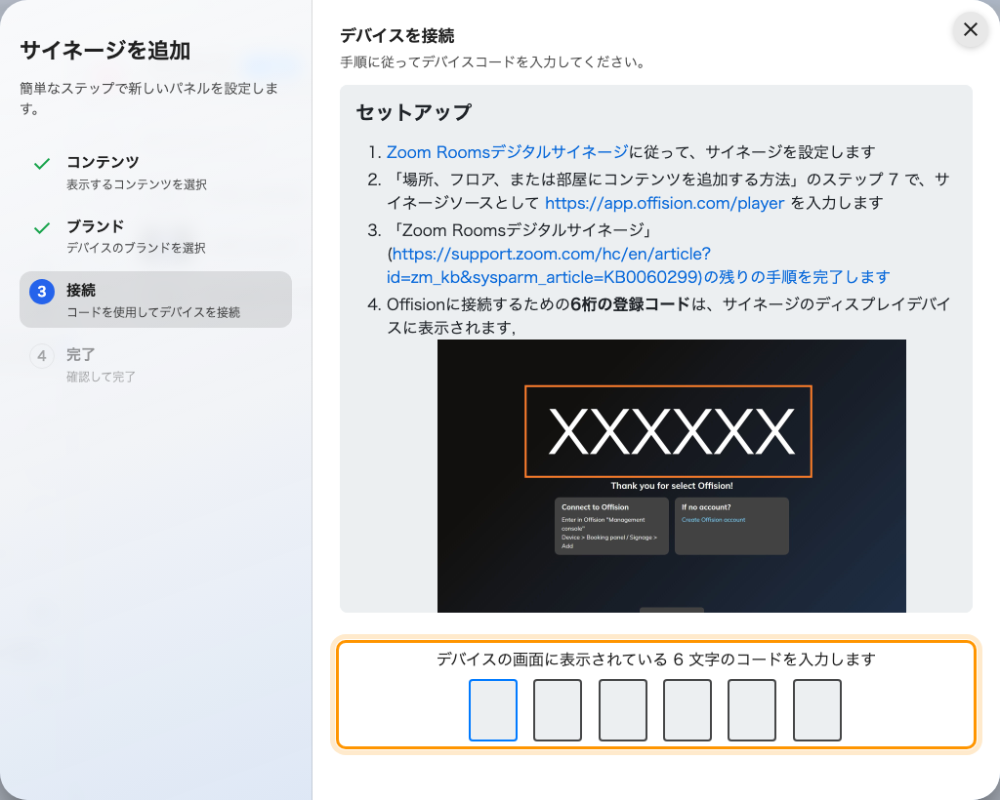 サイネージを追加
簡単なステップで新しいパネルを設定しま
す。
コンテンツ
表示するコンテンツを選択
ブランド
デバイスのブランドを選択
3 接続
コードを使用してデバイスを接続
4 完了
確認して完了
デバイスを接続
手順に従ってデバイスコードを入力してください。
セットアップ
1. Zoom Roomsデジタルサイネージに従って、サイネージを設定します
2. 「場所、フロア、または部屋にコンテンツを追加する方法」のステップ 7 で、サ
イネージソースとして https://app.offision.com/player を入力します
3. 「Zoom Roomsデジタルサイネージ」
(https://support.zoom.com/hc/en/article?
id=zm_kb&sysparm_article=KB0060299)の残りの手順を完了します
4. Offisionに接続するための6桁の登録コードは、サイネージのディスプレイデバイ
スに表示されます,
XXXXXX
Thank you for select Offision!
Connect to Offision
Enter in Offision "Management
console"
Device > Booking panel / Signage >
Add
If no account?
Create Offision account
デバイスの画面に表示されている 6 文字のコードを入力します